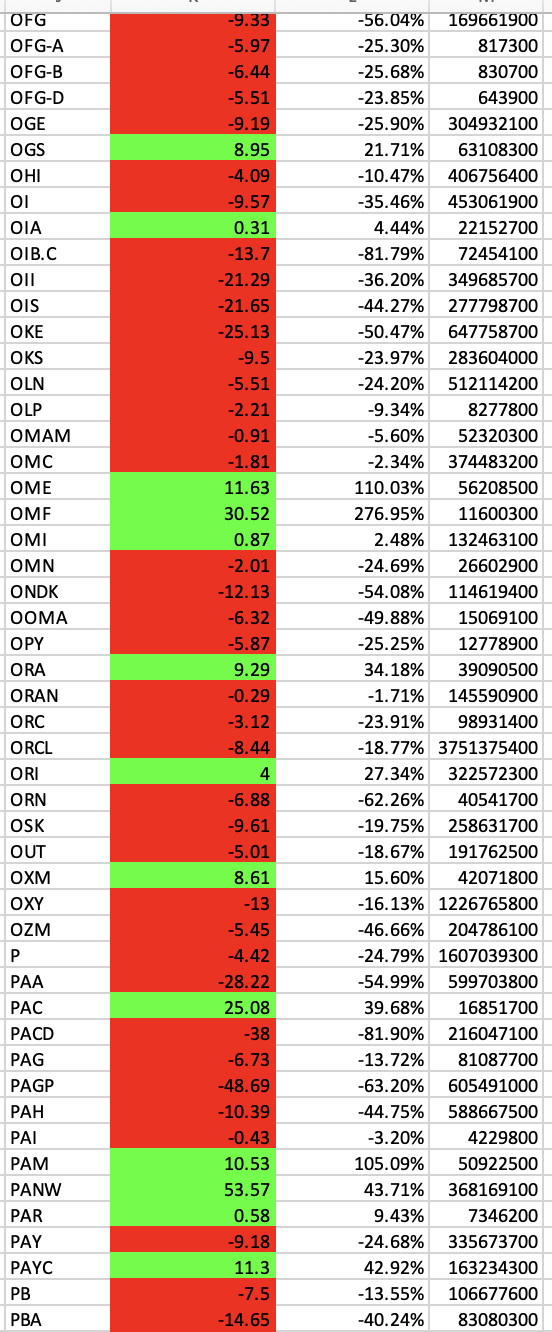 OFG -9.33 -56.04% 169661900
OFG-A -5.97 -25.30% 817300
OFG-B -6.44 -25.68% 830700
OFG-D -5.51 -23.85% 643900
OGE -9.19 -25.90% 304932100
OGS 8.95 21.71% 63108300
OHI -4.09 -10.47% 406756400
OI -9.57 -35.46% 453061900
OIA 0.31 4.44% 22152700
OIB.C -13.7 -81.79% 72454100
OII -21.29 -36.20% 349685700
OIS -21.65 -44.27% 277798700
OKE -25.13 -50.47% 647758700
OKS -9.5 -23.97% 283604000
OLN -5.51 -24.20% 512114200
OLP -2.21 -9.34% 8277800
OMAM -0.91 -5.60% 52320300
OMC -1.81 -2.34% 374483200
OME 11.63 110.03% 56208500
OMF 30.52 276.95% 11600300
OMI 0.87 2.48% 132463100
OMN -2.01 -24.69% 26602900
ONDK -12.13 -54.08% 114619400
OOMA -6.32 -49.88% 15069100
OPY -5.87 -25.25% 12778900
ORA 9.29 34.18% 39090500
ORAN -0.29 -1.71% 145590900
ORC -3.12 -23.91% 98931400
ORCL -8.44 -18.77% 3751375400
ORI 4 27.34% 322572300
ORN -6.88 -62.26% 40541700
OSK -9.61 -19.75% 258631700
OUT -5.01 -18.67% 191762500
OXM 8.61 15.60% 42071800
OXY -13 -16.13% 1226765800
OZM -5.45 -46.66% 204786100
P -4.42 -24.79% 1607039300
PAA -28.22 -54.99% 599703800
PAC 25.08 39.68% 16851700
PACD -38 -81.90% 216047100
PAG -6.73 -13.72% 81087700
PAGP -48.69 -63.20% 605491000
PAH -10.39 -44.75% 588667500
PAI -0.43 -3.20% 4229800
PAM 10.53 105.09% 50922500
PANW 53.57 43.71% 368169100
PAR 0.58 9.43% 7346200
PAY -9.18 -24.68% 335673700
PAYC 11.3 42.92% 163234300
PB -7.5 -13.55% 106677600
PBA -14.65 -40.24% 83080300